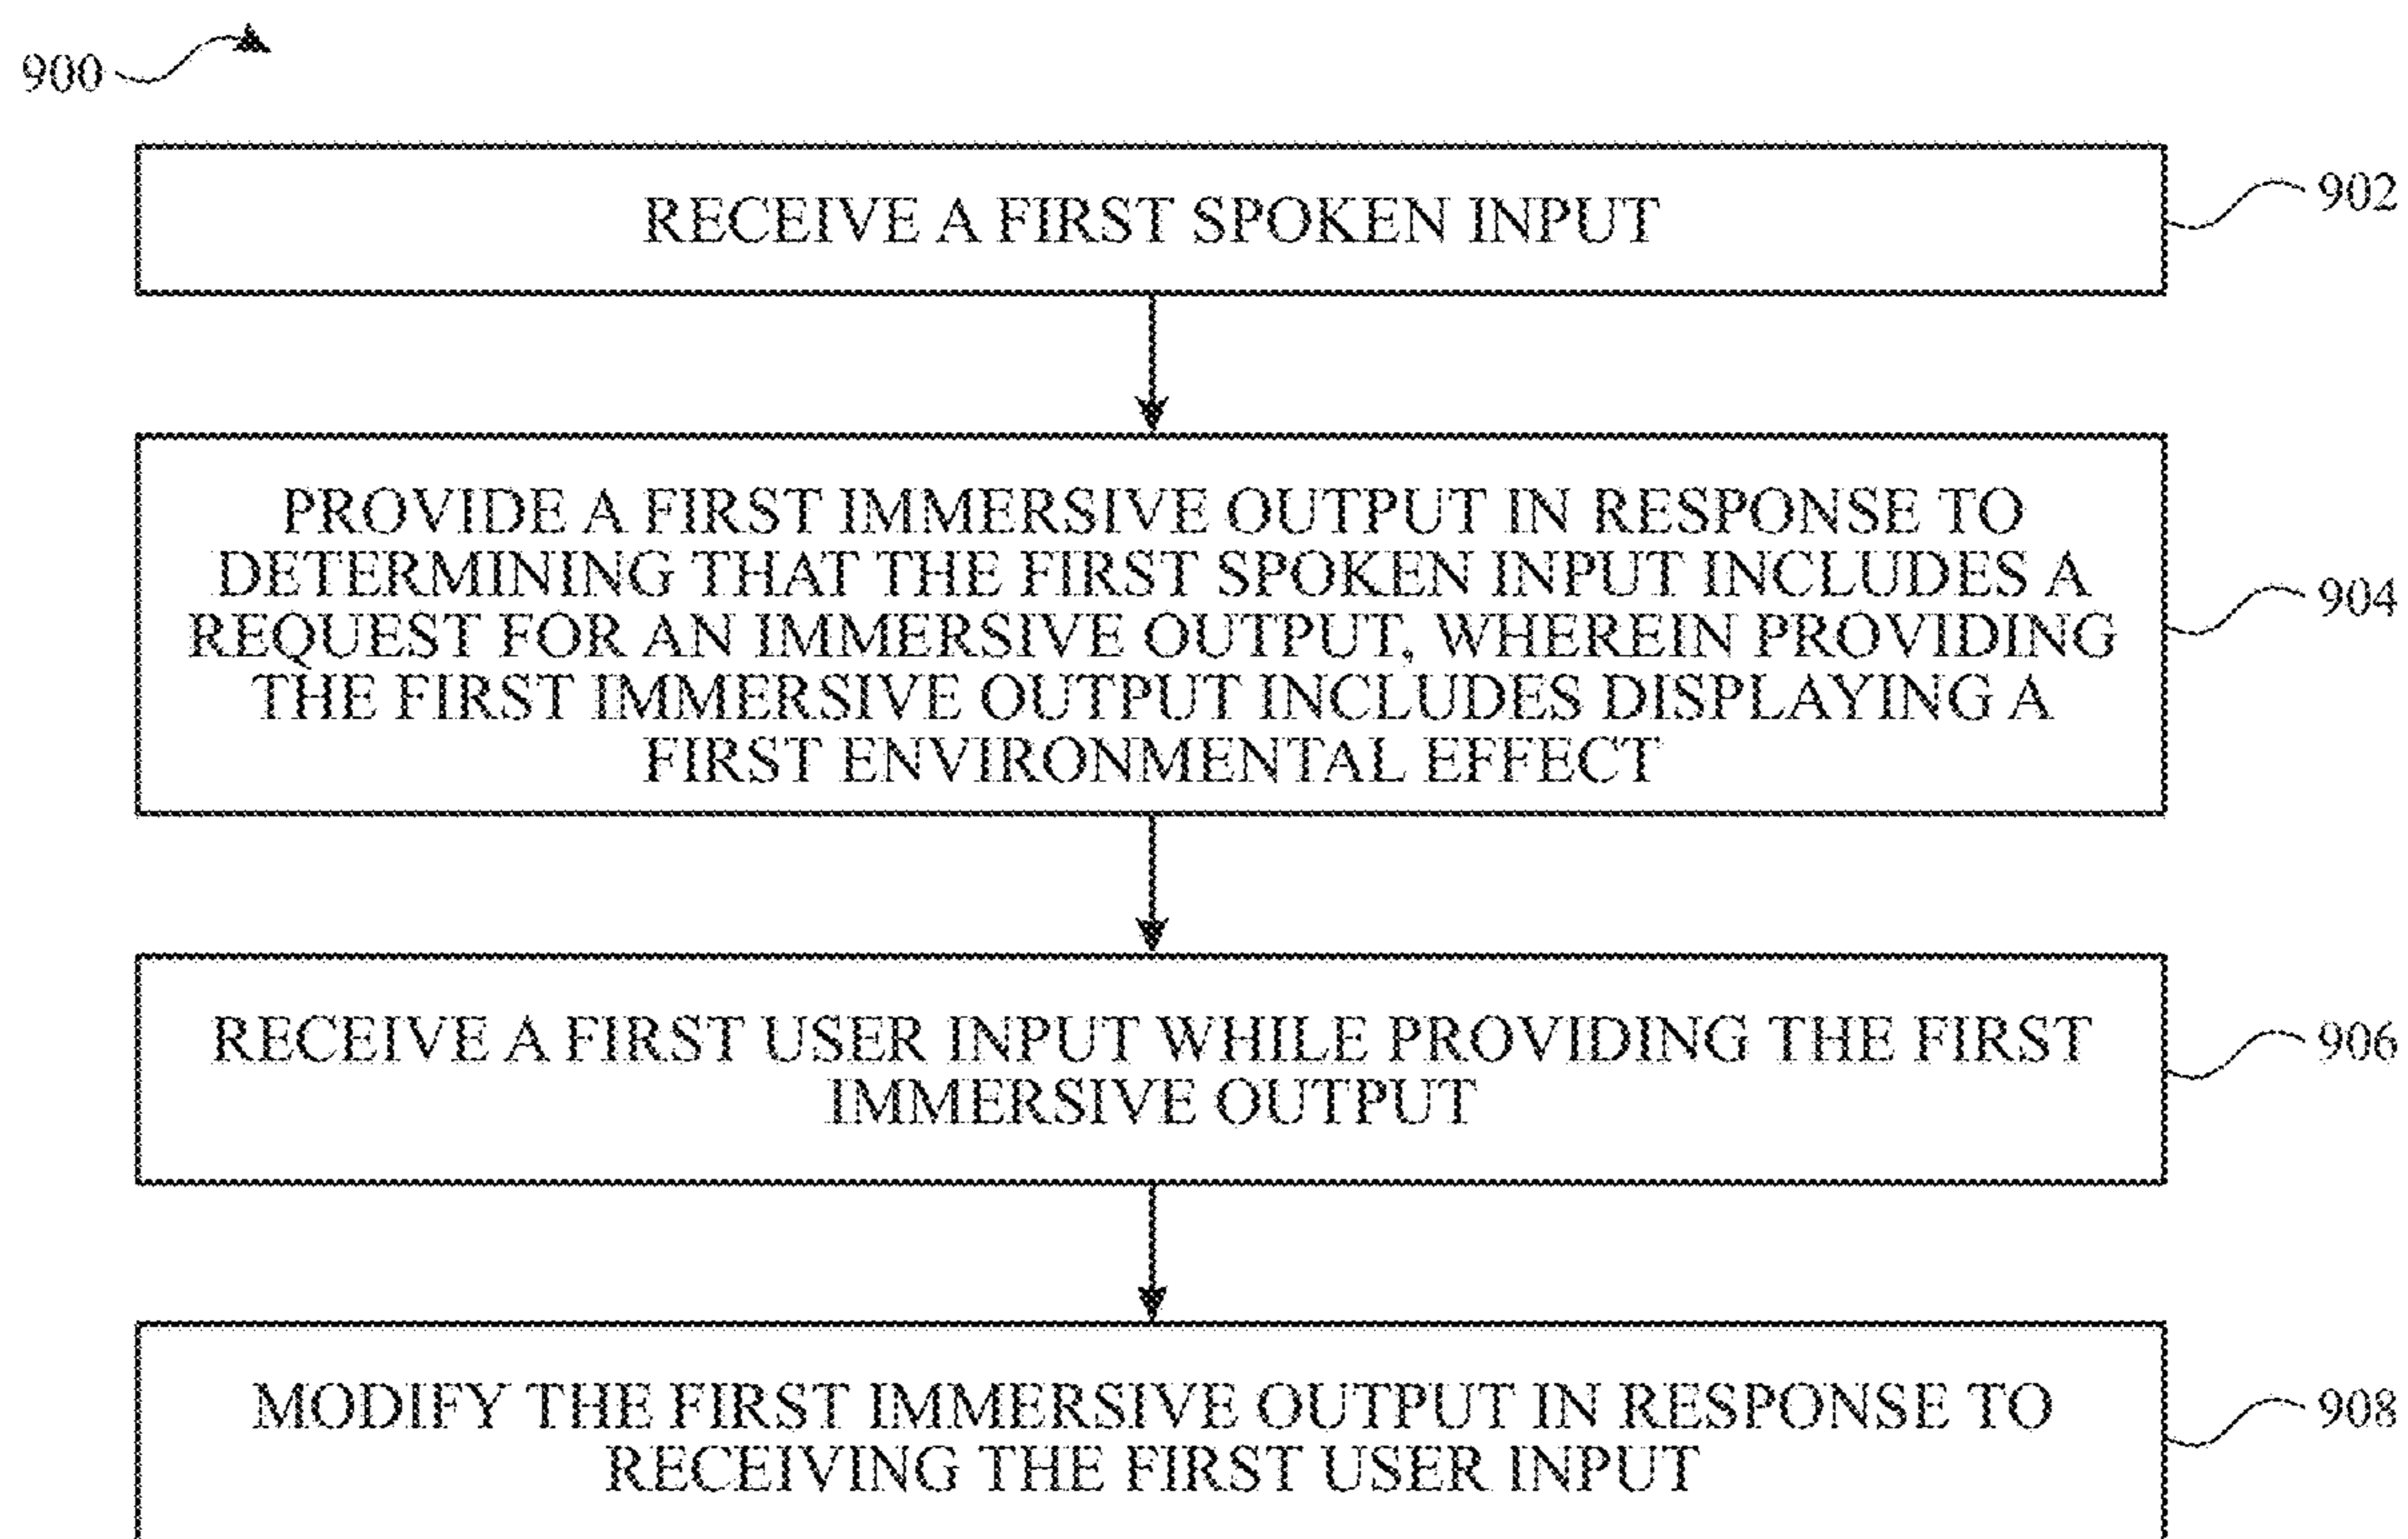 900
RECEIVE A FIRST SPOKEN INPUT
902
PROVIDE A FIRST IMMERSIVE OUTPUT IN RESPONSE TO
DETERMINING THAT THE FIRST SPOKEN INPUT INCLUDES A
REQUEST FOR AN IMMERSIVE OUTPUT, WHEREIN PROVIDING
THE FIRST IMMERSIVE OUTPUT INCLUDES DISPLAYING A
FIRST ENVIRONMENTAL EFFECT
904
RECEIVE A FIRST USER INPUT WHILE PROVIDING THE FIRST
IMMERSIVE OUTPUT
906
MODIFY THE FIRST IMMERSIVE OUTPUT IN RESPONSE TO
RECEIVING THE FIRST USER INPUT
908